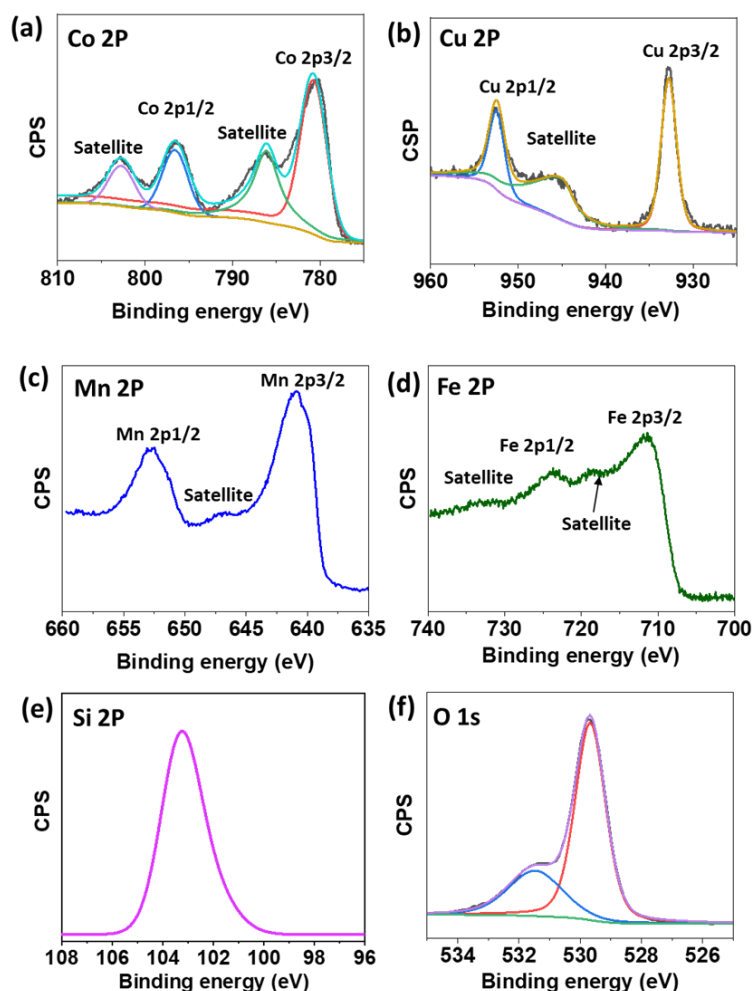 (a)
Co 2P
Co 2p3/2
Co 2p1/2
Satellite
Satellite
CPS
810 800 790 780
Binding energy (eV)
(b)
Cu 2P
Cu 2p3/2
Cu 2p1/2
Satellite
CSP
960 950 940 930
Binding energy (eV)
(c)
Mn 2P
Mn 2p3/2
Mn 2p1/2
Satellite
CPS
660 655 650 645 640 635
Binding energy (eV)
(d)
Fe 2P
Fe 2p3/2
Fe 2p1/2
Satellite
Satellite
CPS
740 730 720 710 700
Binding energy (eV)
(e)
Si 2P
CPS
108 106 104 102 100 98 96
Binding energy (eV)
(f)
O 1s
CPS
534 532 530 528 526
Binding energy (eV)